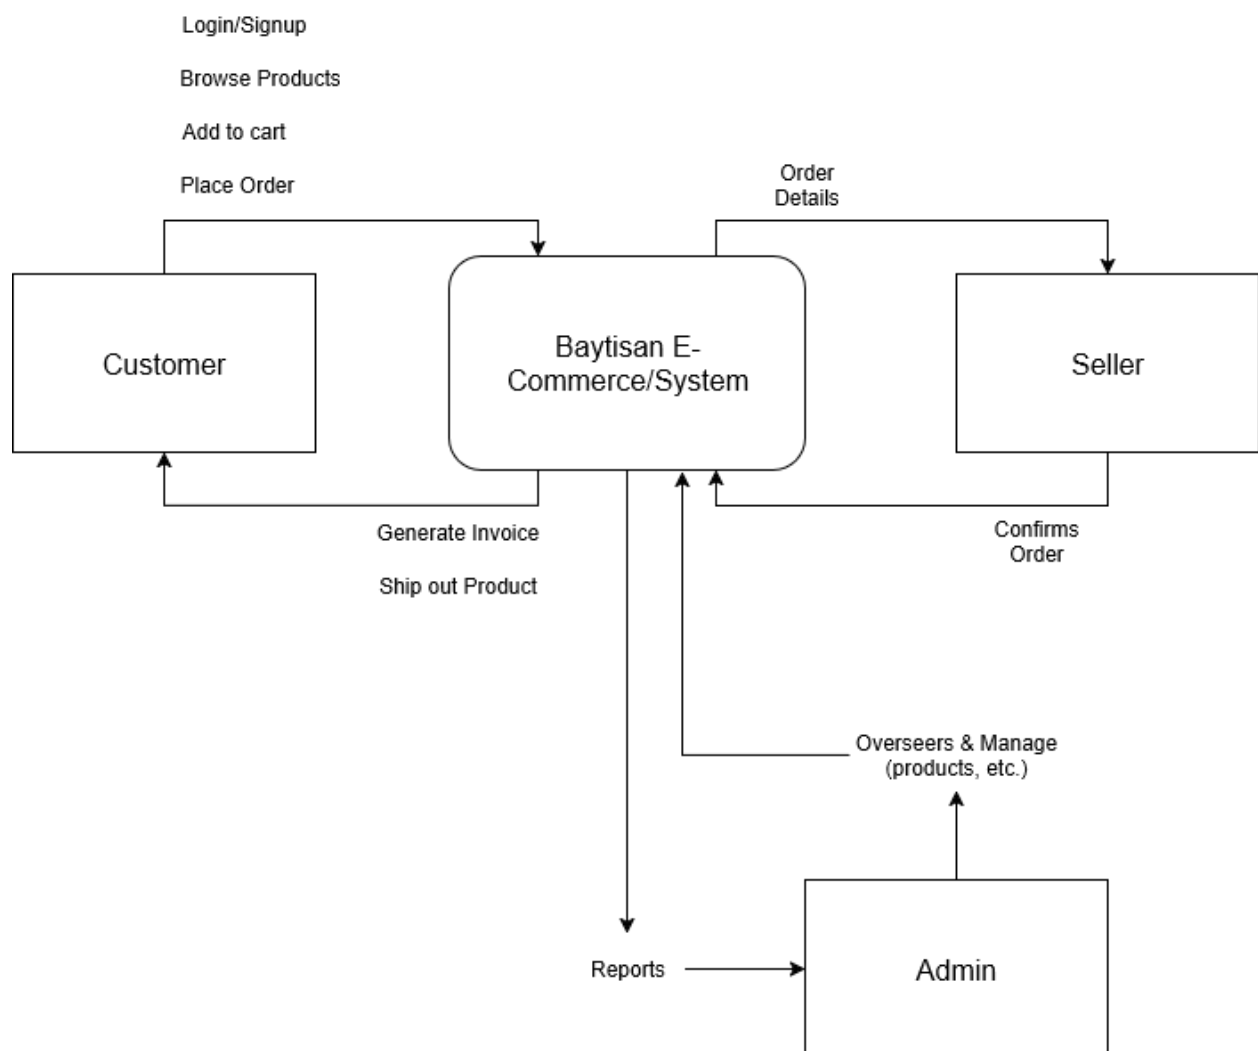 Login/Signup
Browse Products
Add to cart
Place Order
Order
Details
Customer
Baytisan E-
Commerce/System
Seller
Generate Invoice
Ship out Product
Confirms
Order
Overseers & Manage
(products, etc.)
Reports
Admin